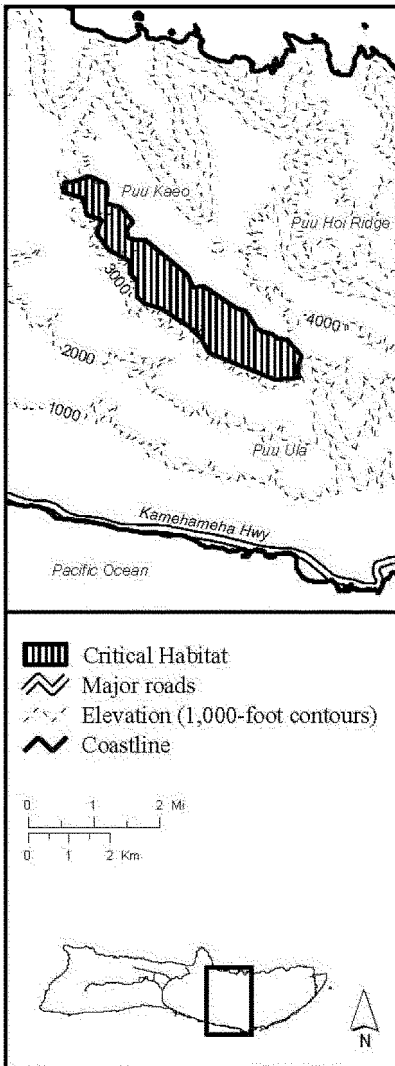 Puu Kaeo
Puu Hoi Ridge
3000
4000
2000
1000
Puu Ula
Kamehameha Hwy
Pacific Ocean
Critical Habitat
Major roads
Elevation (1,000-foot contours)
Coastline
0 1 2 Mi
0 1 2 Km
N